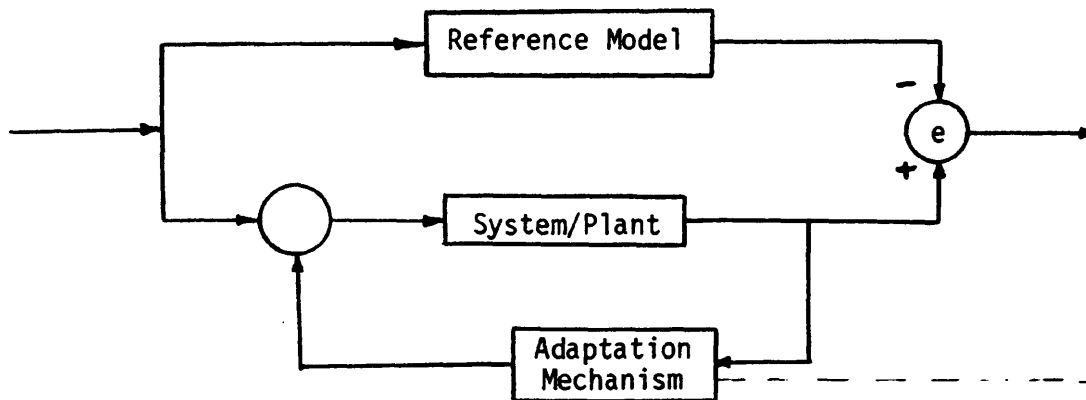 Reference Model
-
e
+
System/Plant
Adaptation
Mechanism